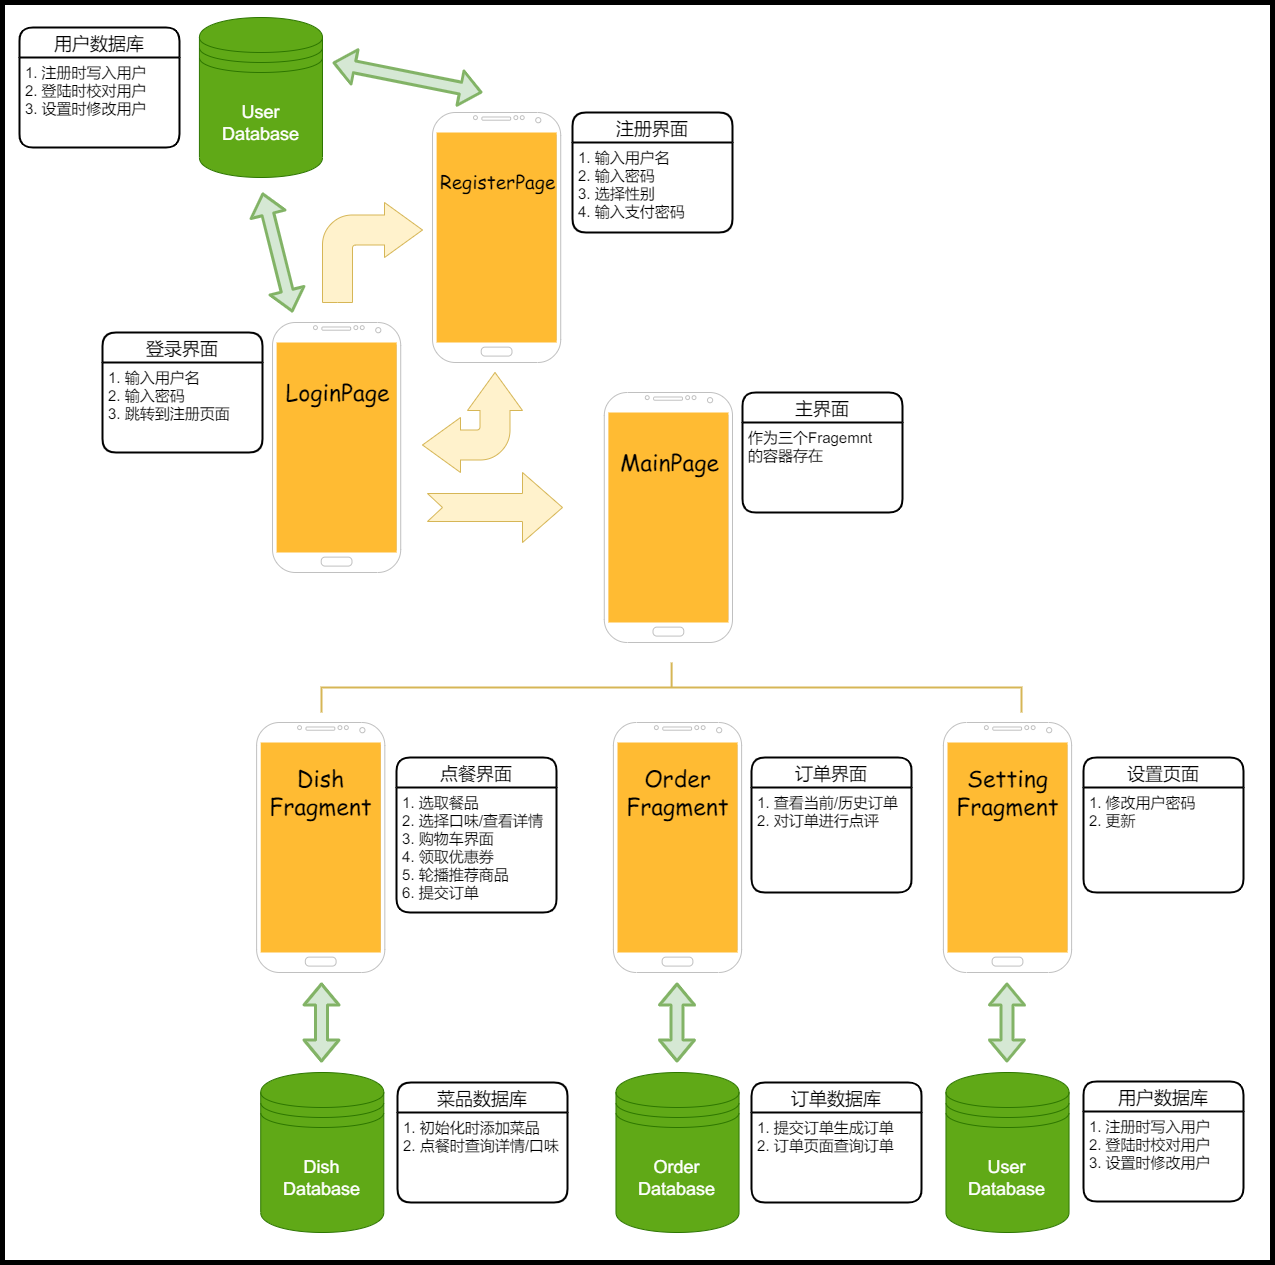 用户数据库
1. 注册时写入用户
2. 登陆时校对用户
3. 设置时修改用户
User
Database
RegisterPage
注册界面
1. 输入用户名
2. 输入密码
3. 选择性别
4. 输入支付密码
登录界面
1. 输入用户名
2. 输入密码
3. 跳转到注册页面
LoginPage
MainPage
主界面
作为三个Fragemnt
的容器存在
Dish
Fragment
点餐界面
1. 选取餐品
2. 选择口味/查看详情
3. 购物车界面
4. 领取优惠券
5. 轮播推荐商品
6. 提交订单
Order
Fragment
订单界面
1. 查看当前/历史订单
2. 对订单进行点评
Setting
Fragment
设置页面
1. 修改用户密码
2. 更新
Dish
Database
菜品数据库
1. 初始化时添加菜品
2. 点餐时查询详情/口味
Order
Database
订单数据库
1. 提交订单生成订单
2. 订单页面查询订单
User
Database
用户数据库
1. 注册时写入用户
2. 登陆时校对用户
3. 设置时修改用户